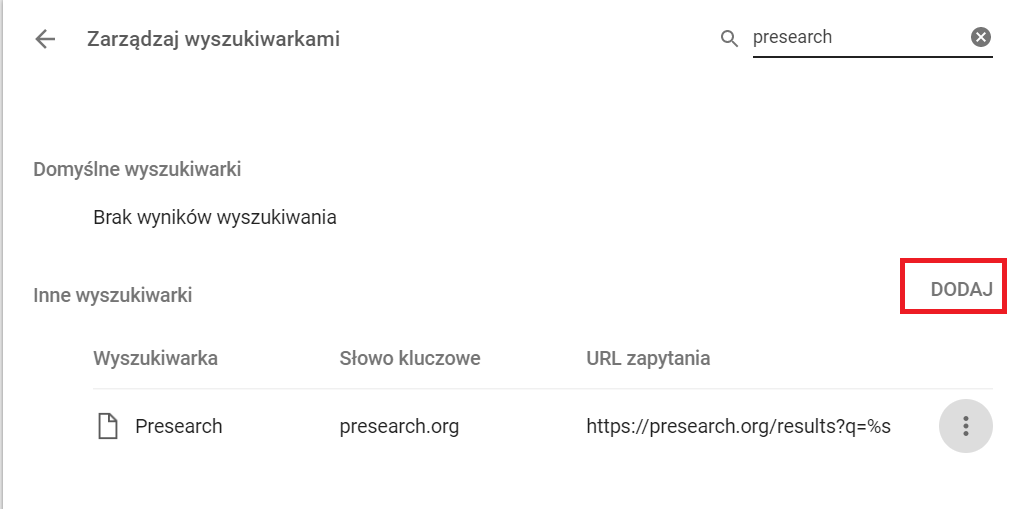 Zarządzaj wyszukiwarkami
presearch
Domyślne wyszukiwarki
Brak wyników wyszukiwania
Inne wyszukiwarki
DODAJ
Wyszukiwarka Słowo kluczowe URL zapytania
Presearch presearch.org https://presearch.org/results?q=%s